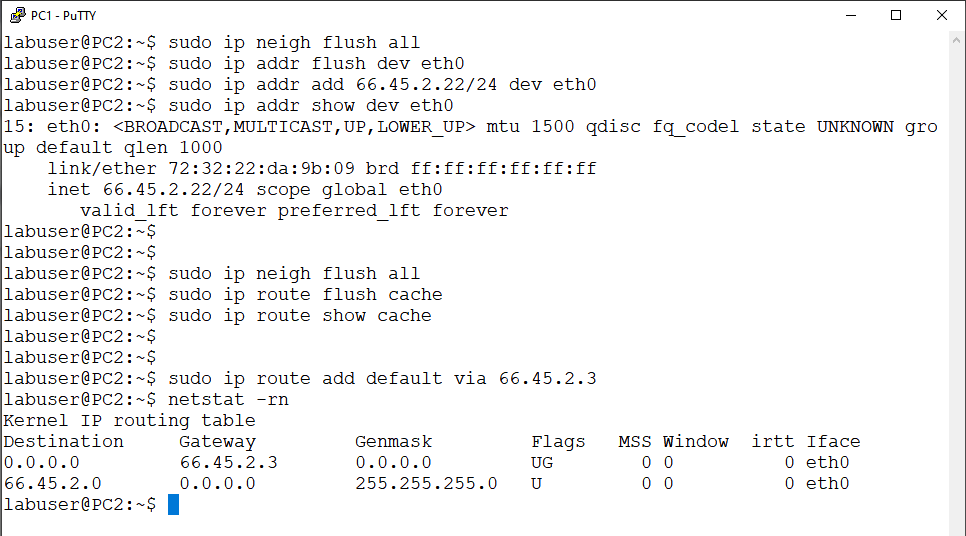 PC1 - PuTTY
labuser@PC2:~$ sudo ip neigh flush all
labuser@PC2:~$ sudo ip addr flush dev eth0
labuser@PC2:~$ sudo ip addr add 66.45.2.22/24 dev eth0
labuser@PC2:~$ sudo ip addr show dev eth0
15: eth0: <BROADCAST,MULTICAST,UP,LOWER_UP> mtu 1500 qdisc fq_codel state UNKNOWN gro
up default qlen 1000
    link/ether 72:32:22:da:9b:09 brd ff:ff:ff:ff:ff:ff
    inet 66.45.2.22/24 scope global eth0
       valid_lft forever preferred_lft forever
labuser@PC2:~$
labuser@PC2:~$
labuser@PC2:~$ sudo ip neigh flush all
labuser@PC2:~$ sudo ip route flush cache
labuser@PC2:~$ sudo ip route show cache
labuser@PC2:~$
labuser@PC2:~$
labuser@PC2:~$ sudo ip route add default via 66.45.2.3
labuser@PC2:~$ netstat -rn
Kernel IP routing table
Destination     Gateway         Genmask         Flags   MSS Window  irtt Iface
0.0.0.0         66.45.2.3       0.0.0.0         UG        0 0          0 eth0
66.45.2.0       0.0.0.0         255.255.255.0   U         0 0          0 eth0
labuser@PC2:~$